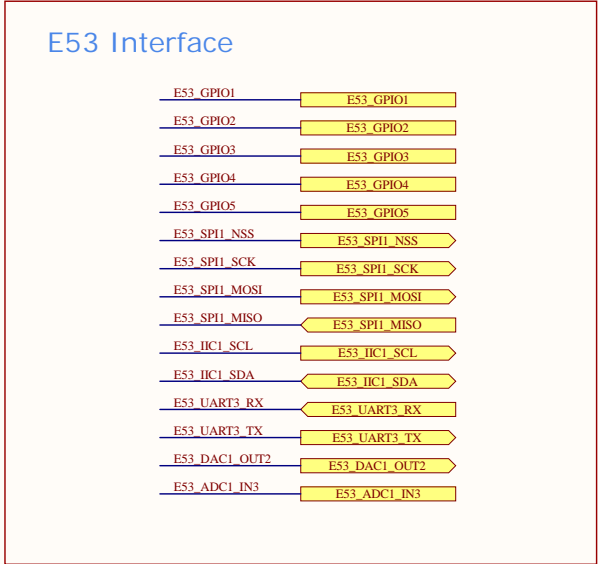 E53 Interface
E53_GPIO1 E53_GPIO1
E53_GPIO2 E53_GPIO2
E53_GPIO3 E53_GPIO3
E53_GPIO4 E53_GPIO4
E53_GPIO5 E53_GPIO5
E53_SPI1_NSS E53_SPI1_NSS
E53_SPI1_SCK E53_SPI1_SCK
E53_SPI1_MOSI E53_SPI1_MOSI
E53_SPI1_MISO E53_SPI1_MISO
E53_IIC1_SCL E53_IIC1_SCL
E53_IIC1_SDA E53_IIC1_SDA
E53_UART3_RX E53_UART3_RX
E53_UART3_TX E53_UART3_TX
E53_DAC1_OUT2 E53_DAC1_OUT2
E53_ADC1_IN3 E53_ADC1_IN3